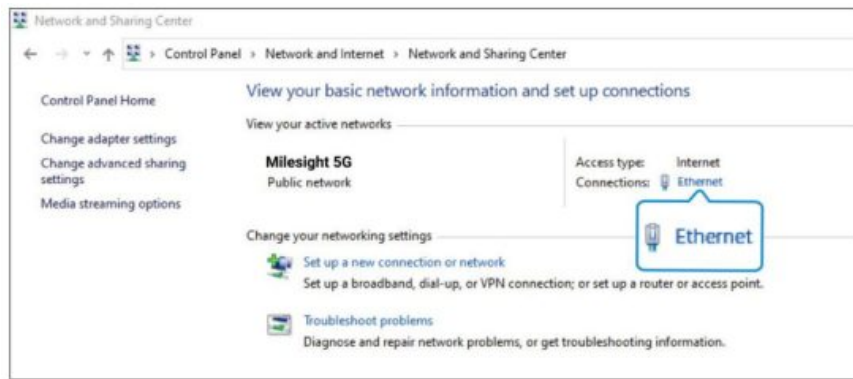 Network and Sharing Center
Control Panel > Network and Internet > Network and Sharing Center
Control Panel Home
Change adapter settings
Change advanced sharing
settings
Media streaming options
View your basic network information and set up connections
View your active networks
Milesight 5G
Public network
Access type: Internet
Connections: Ethernet
Ethernet
Change your networking settings
Set up a new connection or network
Set up a broadband, dial-up, or VPN connection; or set up a router or access point.
Troubleshoot problems
Diagnose and repair network problems, or get troubleshooting information.